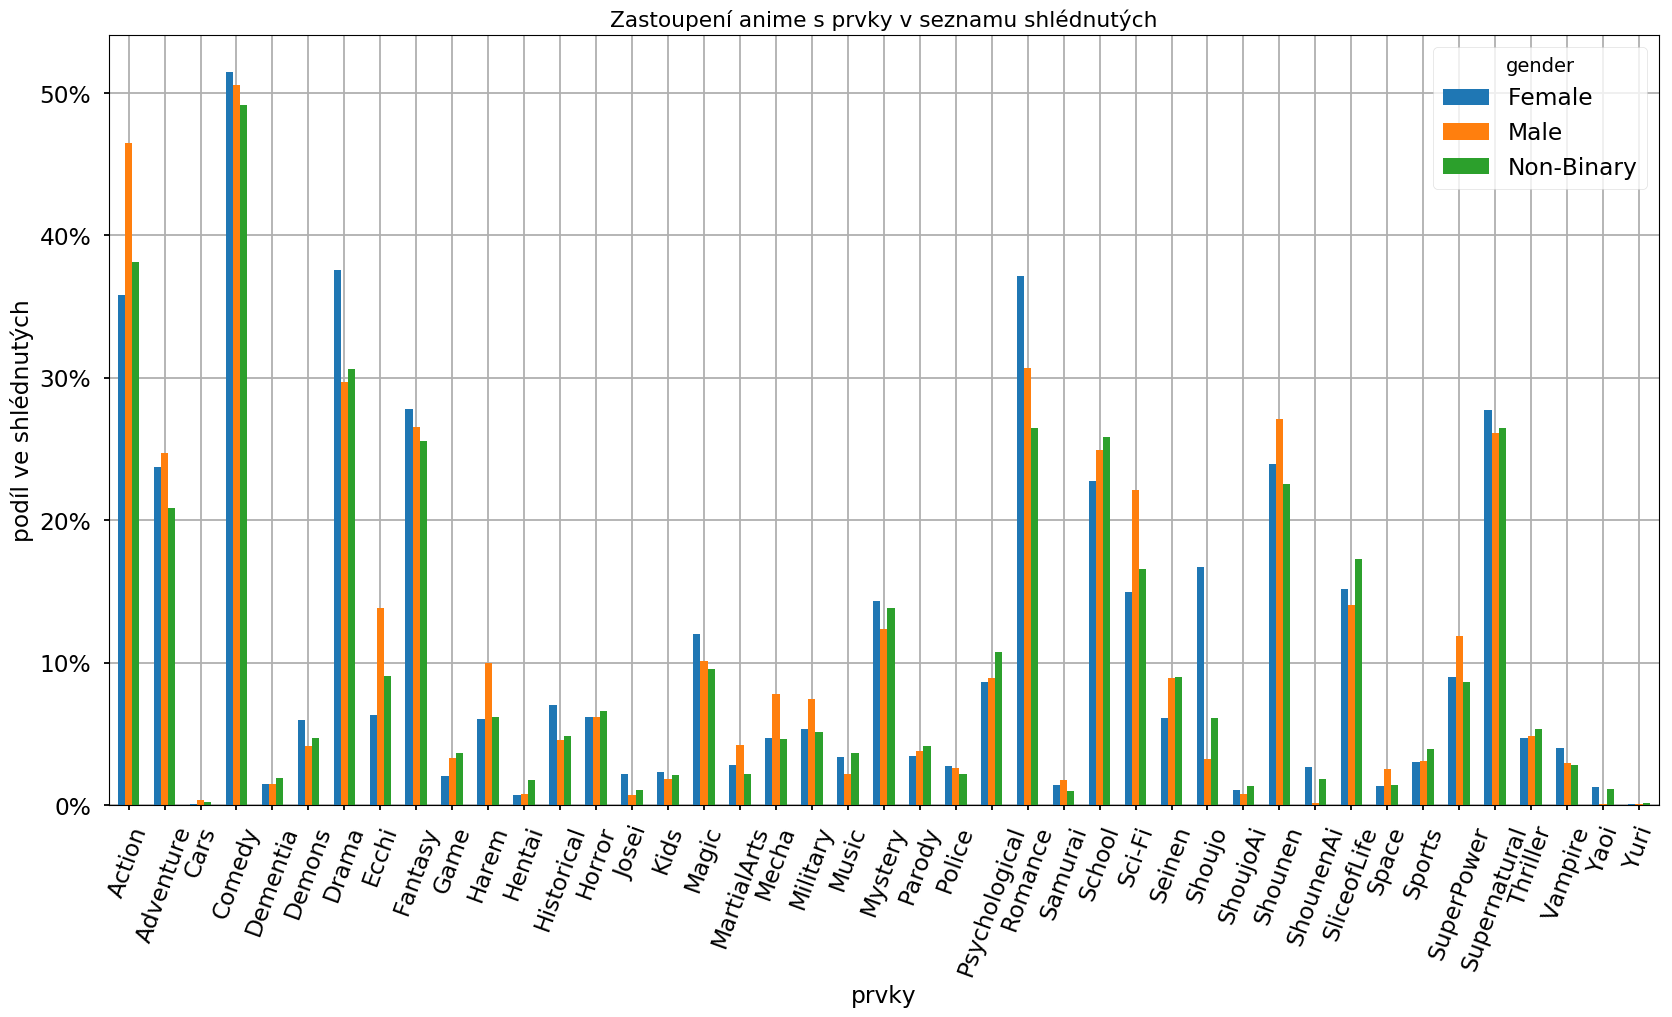 Zastoupení anime s prvky v seznamu shlédnutých
gender
Female
Male
Non-Binary
podíl ve shlédnutých
50%
40%
30%
20%
10%
0%
Action
Adventure
Cars
Comedy
Dementia
Demons
Drama
Ecchi
Fantasy
Game
Harem
Hentai
Historical
Horror
Josei
Kids
Magic
MartialArts
Mecha
Military
Music
Mystery
Parody
Police
Psychological
Romance
Samurai
School
Sci-Fi
Seinen
Shoujo
ShoujoAi
Shounen
ShounenAi
SliceofLife
Space
Sports
SuperPower
Supernatural
Thriller
Vampire
Yaoi
Yuri
prvky